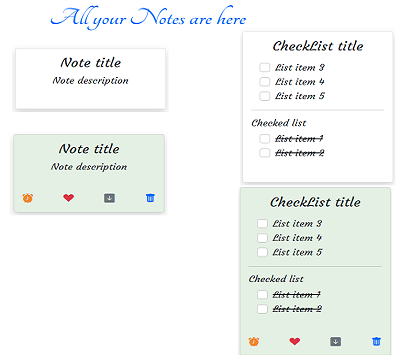 All your Notes are here
Note title
Note description
Note title
Note description
CheckList title
List item 3
List item 4
List item 5
Checked list
List item 1
List item 2
CheckList title
List item 3
List item 4
List item 5
Checked list
List item 1
List item 2